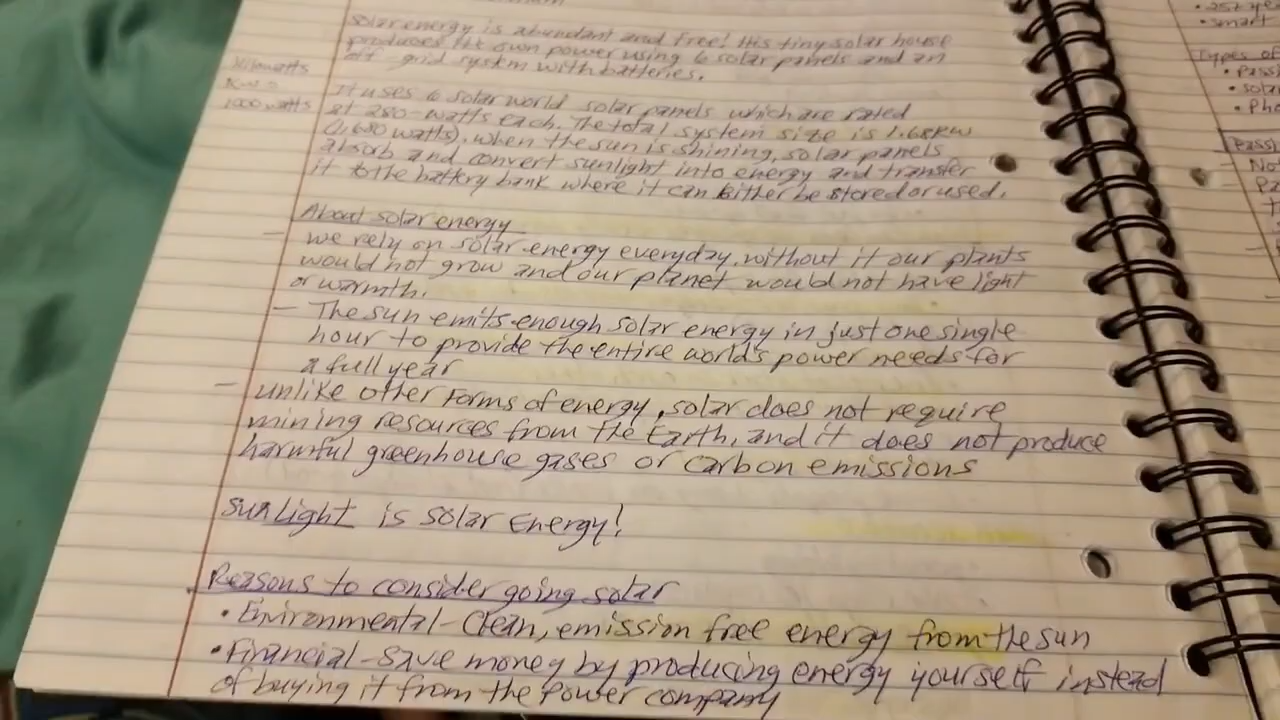 solar energy is abundant and free! His tiny solar house
produces its own power using 6 solar panels and an
off-grid system with batteries.
kilowatts
1000 watts
It uses 6 solarworld solar panels which are rated
at 280-watts each. The total system size is 1.68kw
(1,680 watts). when the sun is shining, solar panels
absorb and convert sunlight into energy and transfer
it to the battery bank where it can either be stored or used.
About solar energy
- we rely on solar energy everyday. without it our plants
would not grow and our planet would not have light
or warmth.
- The sun emits enough solar energy in just one single
hour to provide the entire world's power needs for
a full year
- unlike other forms of energy, solar does not require
mining resources from the Earth, and it does not produce
harmful greenhouse gases or carbon emissions
sunlight is solar Energy!
Reasons to consider going solar
• Environmental - Clean, emission free energy from the sun
• Financial - save money by producing energy yourself instead
of buying it from the power company
• smart
Types of
• Pass
• sola
• Pho
Passi
- No
- Pa